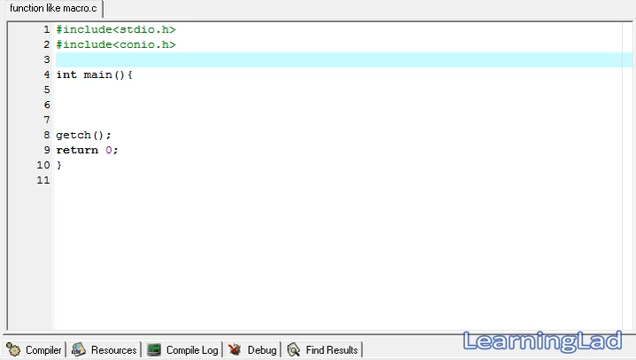 function like macro.c
1 #include<stdio.h>
2 #include<conio.h>
3
4 int main(){
5
6
7
8 getch();
9 return 0;
10 }
11
LearningLad
Compiler Resources Compile Log Debug Find Results